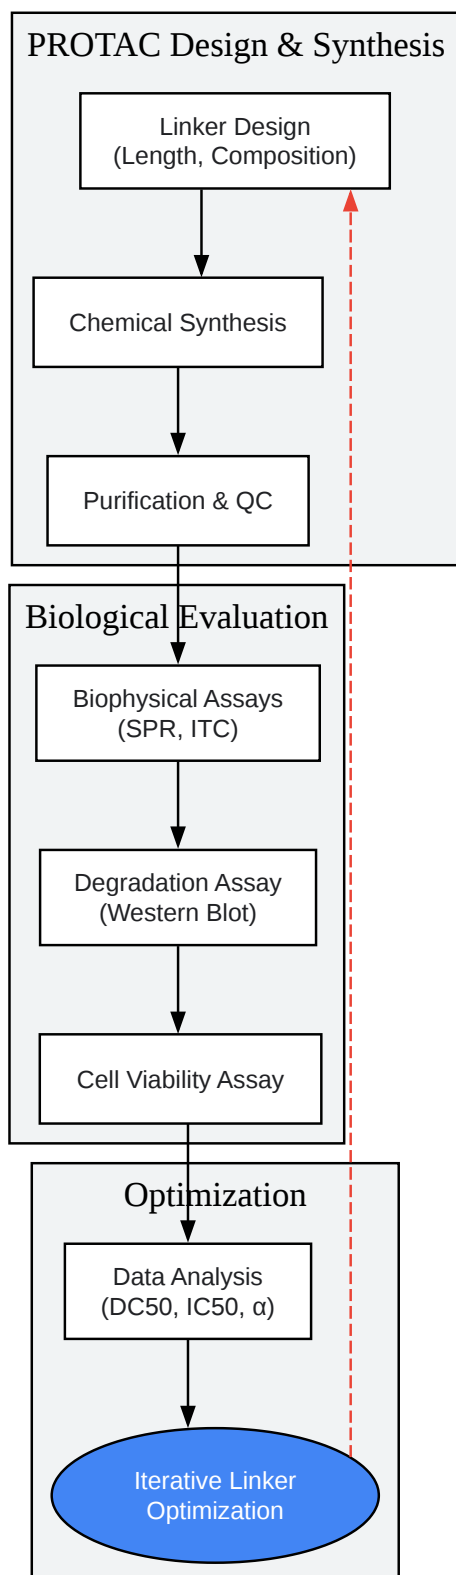 PROTAC Design & Synthesis
Linker Design
(Length, Composition)
Chemical Synthesis
Purification & QC
Biological Evaluation
Biophysical Assays
(SPR, ITC)
Degradation Assay
(Western Blot)
Cell Viability Assay
Optimization
Data Analysis
(DC50, IC50, α)
Iterative Linker
Optimization